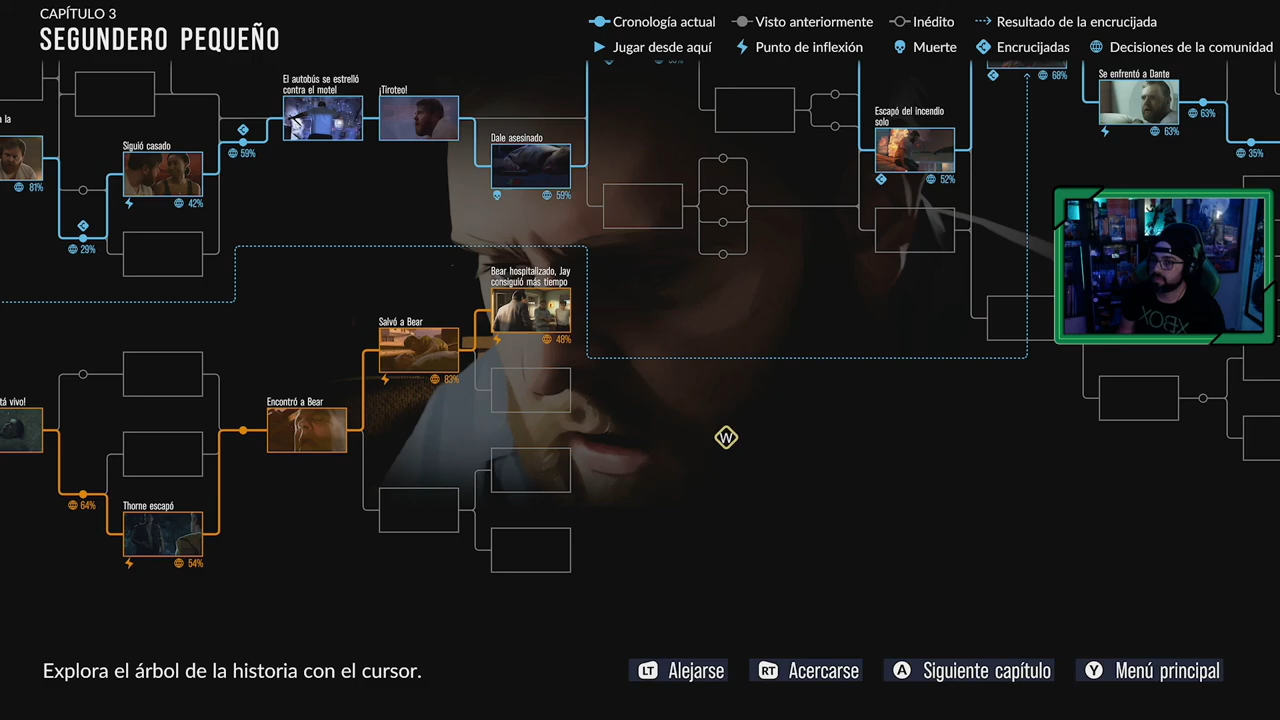 CAPÍTULO 3
SEGUNDERO PEQUEÑO
Cronología actual
Visto anteriormente
Inédito
Resultado de la encrucijada
Jugar desde aquí
Punto de inflexión
Muerte
Encrucijadas
Decisiones de la comunidad
El autobús se estrelló
contra el motel
¡Tiroteo!
68%
Se enfrentó a Dante
63%
63%
35%
a la
81%
Siguió casado
42%
59%
29%
Dale asesinado
59%
Escapó del incendio
solo
52%
Bear hospitalizado, Jay
consiguió más tiempo
48%
Salvó a Bear
83%
tá vivo!
64%
Encontró a Bear
Thorne escapó
54%
W
XBOX
Explora el árbol de la historia con el cursor.
LT Alejarse
RT Acercarse
A Siguiente capítulo
Y Menú principal